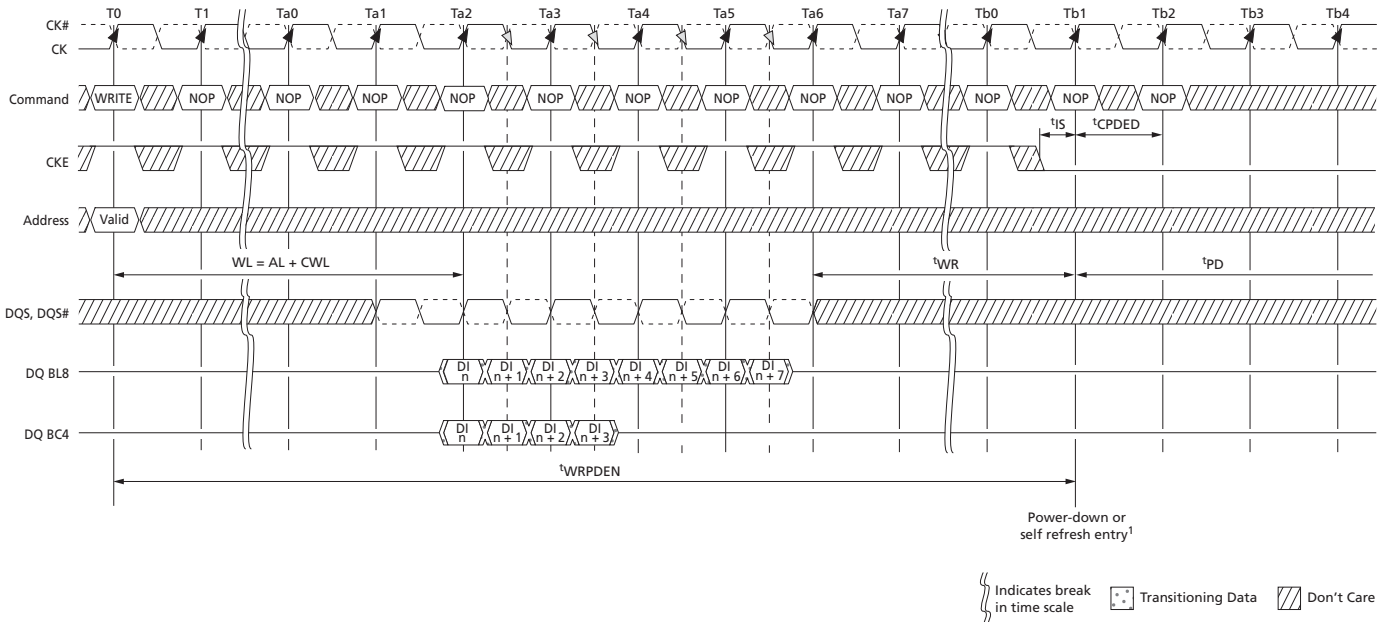 T0 T1 Ta0 Ta1 Ta2 Ta3 Ta4 Ta5 Ta6 Ta7 Tb0 Tb1 Tb2 Tb3 Tb4
CK#
CK
Command WRITE NOP NOP NOP NOP NOP NOP NOP NOP NOP NOP NOP NOP
tIS tCPDED
CKE
Address Valid
WL = AL + CWL tWR tPD
DQS, DQS#
DQ BL8 DI n DI n + 1 DI n + 2 DI n + 3 DI n + 4 DI n + 5 DI n + 6 DI n + 7
DQ BC4 DI n DI n + 1 DI n + 2 DI n + 3
tWRPDEN
Power-down or
self refresh entry1
Indicates break
in time scale
Transitioning Data
Don't Care